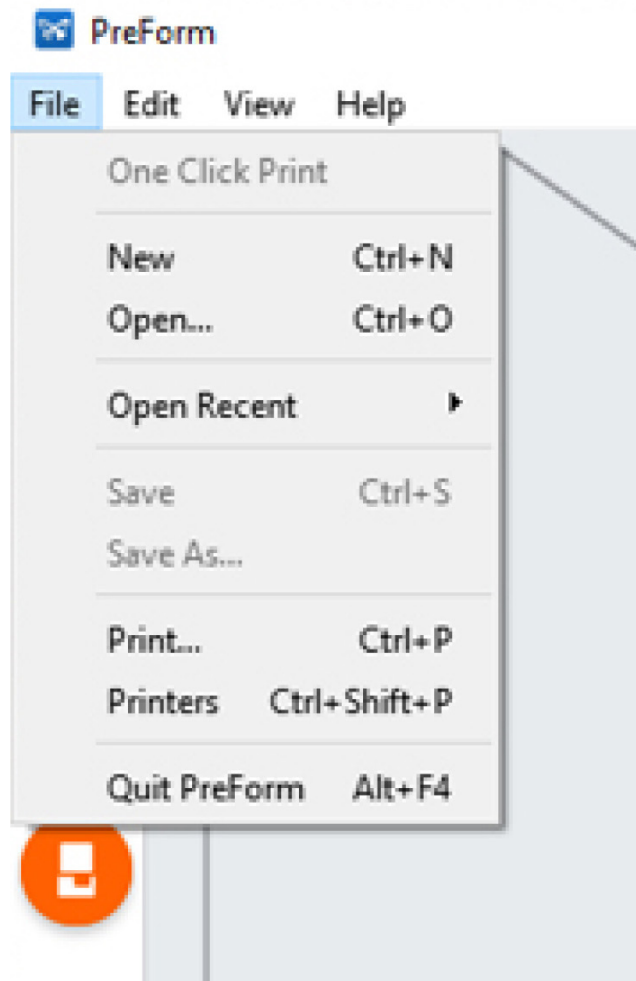 PreForm
File Edit View Help
One Click Print
New Ctrl+N
Open... Ctrl+O
Open Recent
Save Ctrl+S
Save As...
Print... Ctrl+P
Printers Ctrl+Shift+P
Quit PreForm Alt+F4